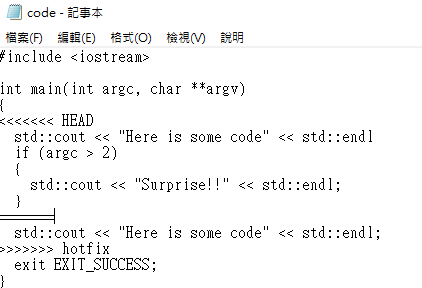 code - 記事本
檔案(F) 編輯(E) 格式(O) 檢視(V) 說明
#include <iostream>
int main(int argc, char **argv)
{
<<<<<<< HEAD
  std::cout << "Here is some code" << std::endl
  if (argc > 2)
  {
    std::cout << "Surprise!!" << std::endl;
  }
=======
  std::cout << "Here is some code" << std::endl;
>>>>>>> hotfix
  exit EXIT_SUCCESS;
}